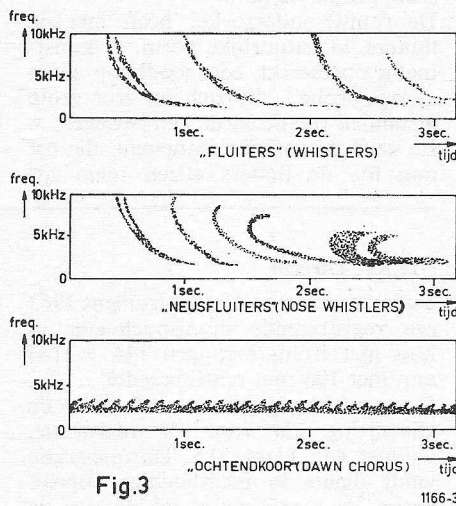 freq.
10kHz
5kHz
0
1sec.
2sec.
3sec.
tijd
„FLUITERS" (WHISTLERS)
freq.
10kHz
5kHz
0
1sec.
2sec.
3sec.
tijd
„NEUSFLUITERS"(NOSE WHISTLERS)
freq.
10kHz
5kHz
0
1sec.
2sec.
3sec.
tijd
„OCHTENDKOOR"(DAWN CHORUS)
Fig.3
1166-3